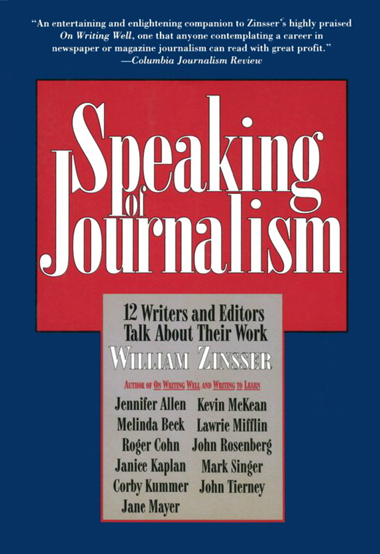 “An entertaining and enlightening companion to Zinsser’s highly praised
On Writing Well, one that anyone contemplating a career in
newspaper or magazine journalism can read with great profit.”
—Columbia Journalism Review
Speaking
of
Journalism
12 Writers and Editors
Talk About Their Work
WILLIAM ZINSSER
AUTHOR OF ON WRITING WELL AND WRITING TO LEARN
Jennifer Allen Kevin McKean
Melinda Beck Lawrie Mifflin
Roger Cohn John Rosenberg
Janice Kaplan Mark Singer
Corby Kummer John Tierney
Jane Mayer